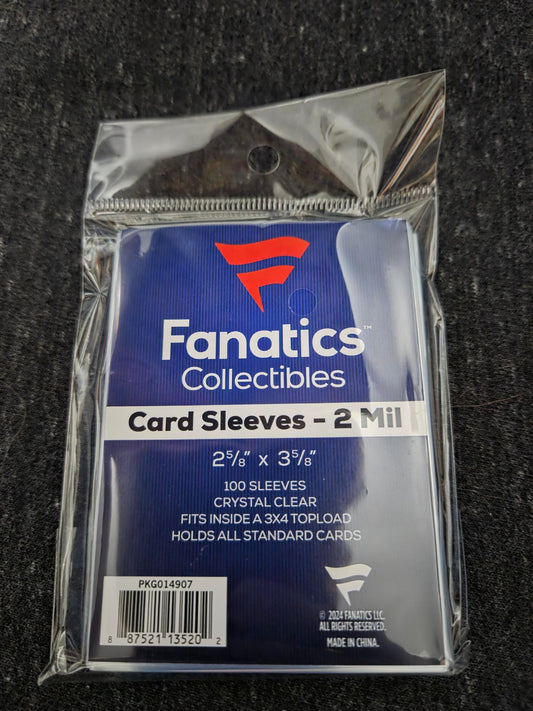 Fanatics™
Collectibles
Card Sleeves - 2 Mil
2⅝" x 3⅝"
100 SLEEVES
CRYSTAL CLEAR
FITS INSIDE A 3X4 TOPLOAD
HOLDS ALL STANDARD CARDS
PKG014907
8 87521 13520 2
© 2024 FANATICS LLC.
ALL RIGHTS RESERVED.
MADE IN CHINA.